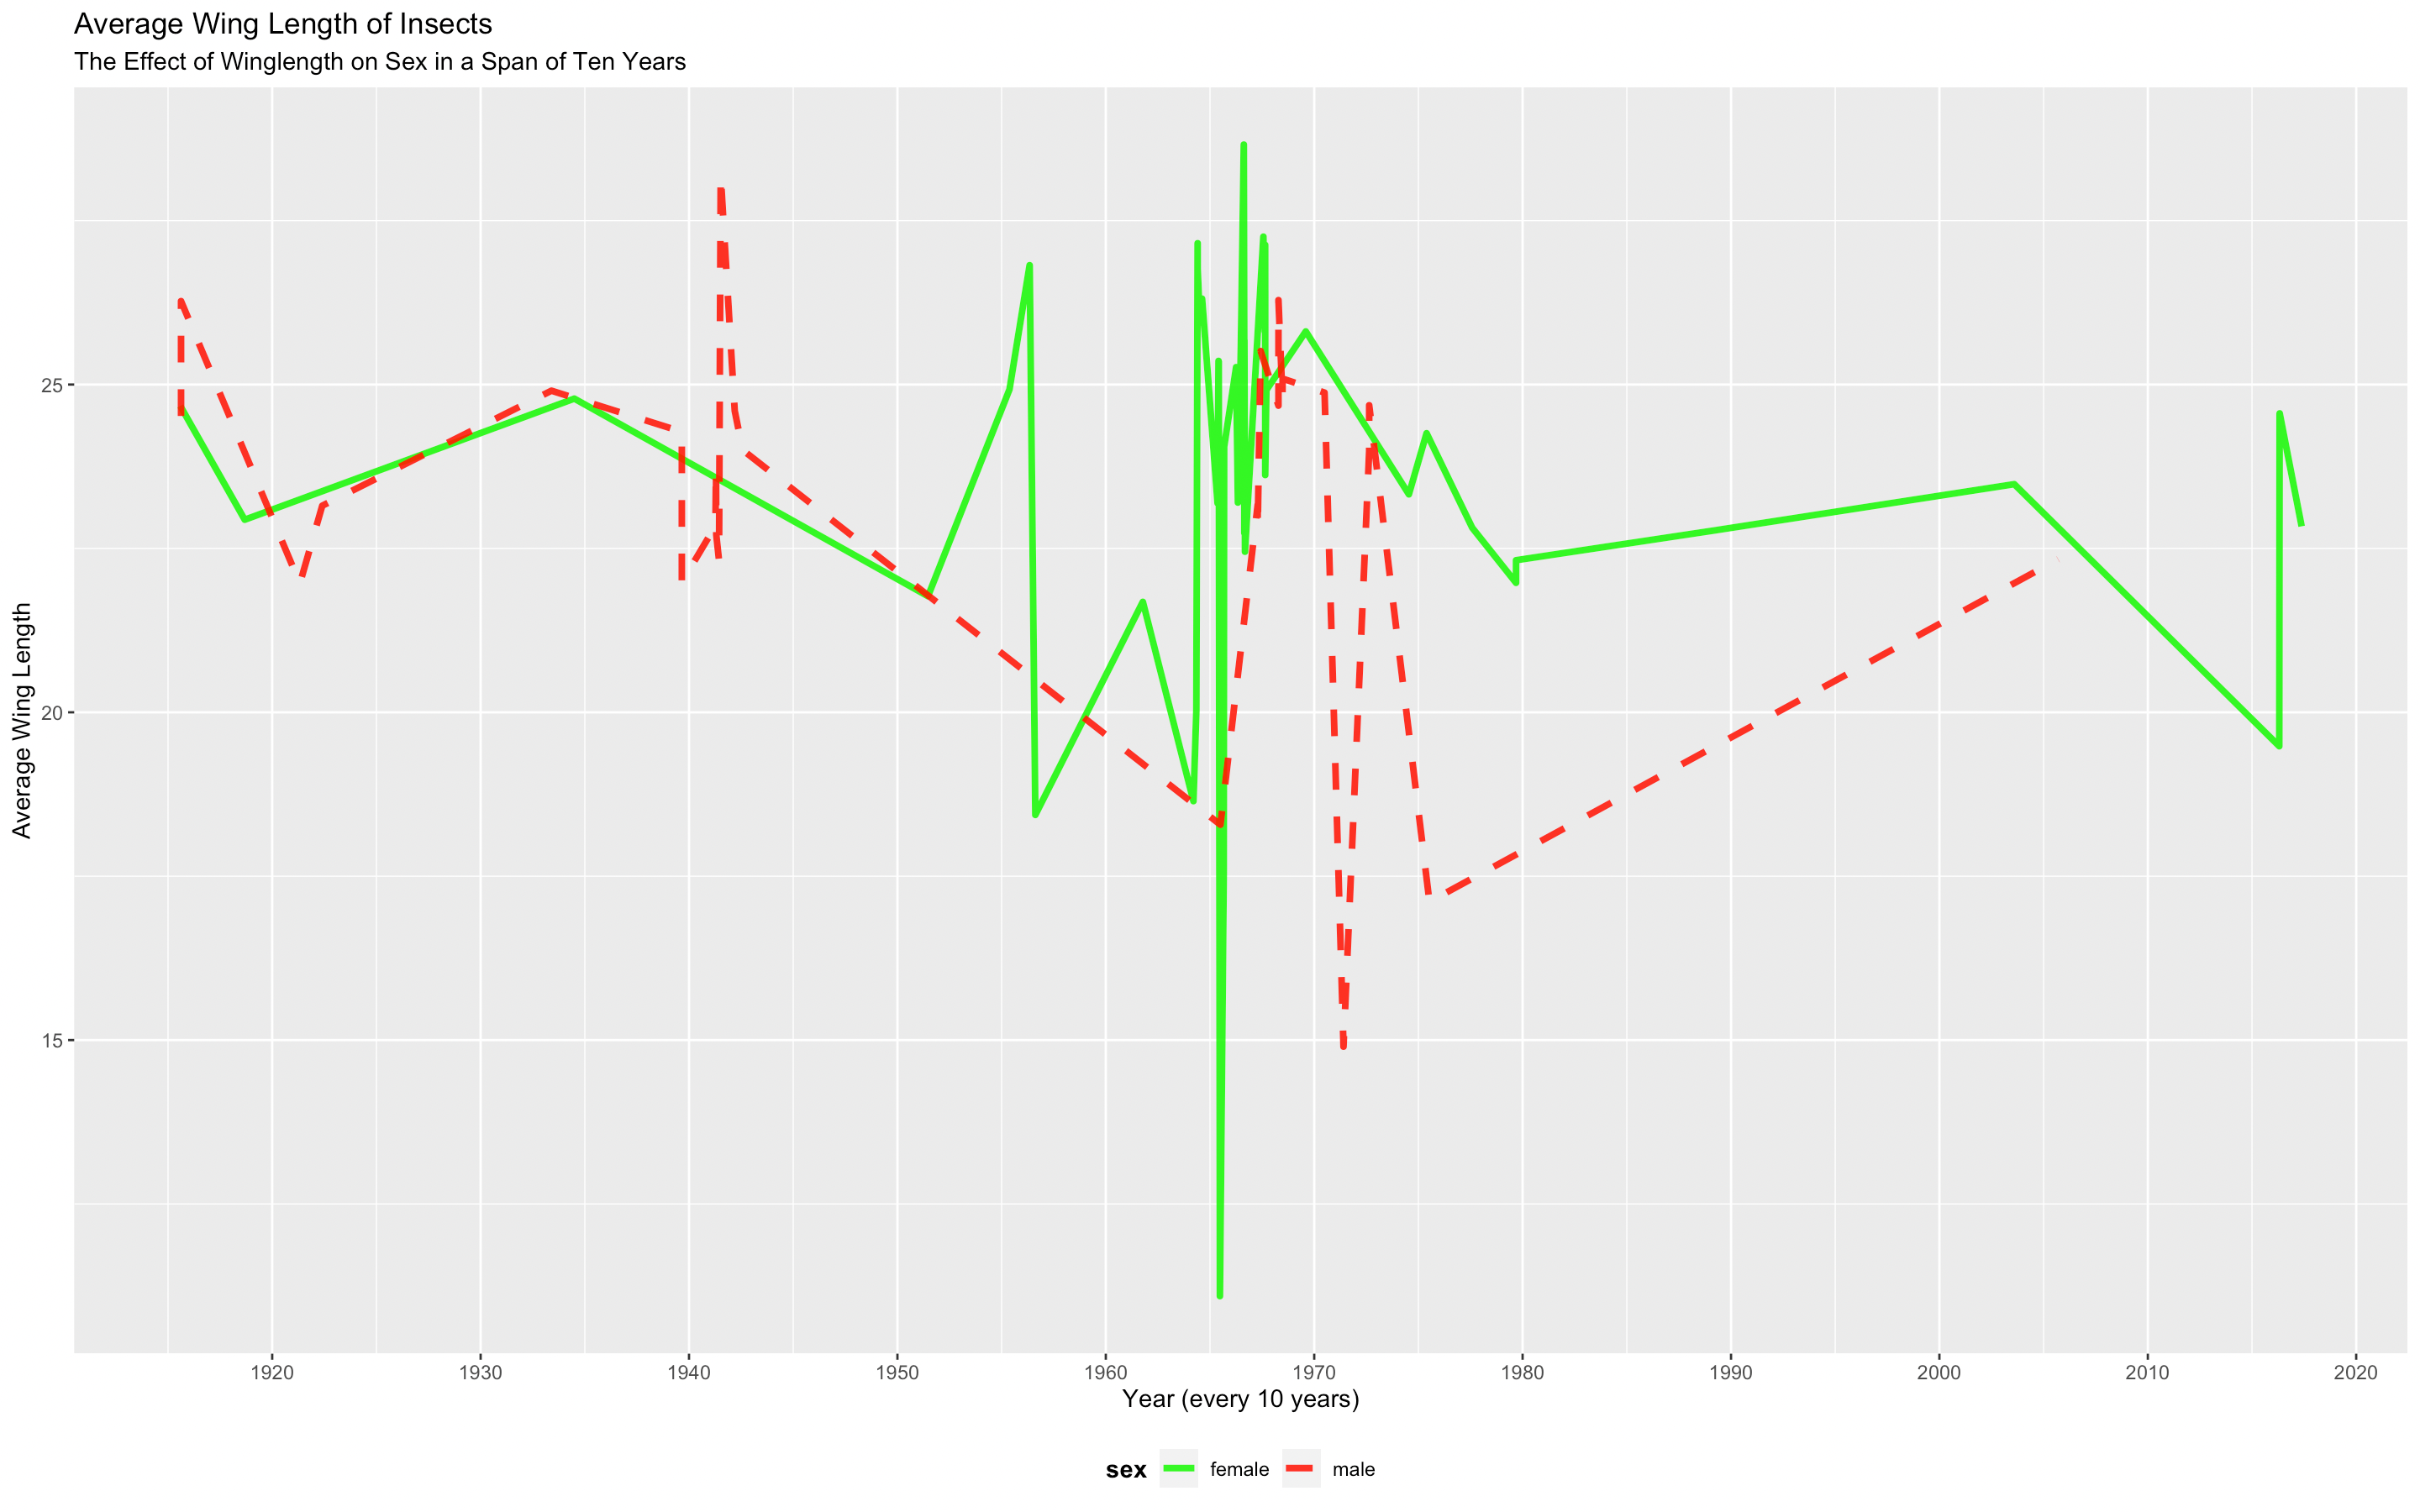 Average Wing Length of Insects
The Effect of Winglength on Sex in a Span of Ten Years
Average Wing Length
25
20
15
1920 1930 1940 1950 1960 1970 1980 1990 2000 2010 2020
Year (every 10 years)
sex female male